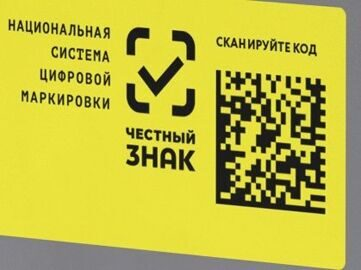 НАЦИОНАЛЬНАЯ
СИСТЕМА
ЦИФРОВОЙ
МАРКИРОВКИ
ЧЕСТНЫЙ
ЗНАК
СКАНИРУЙТЕ КОД